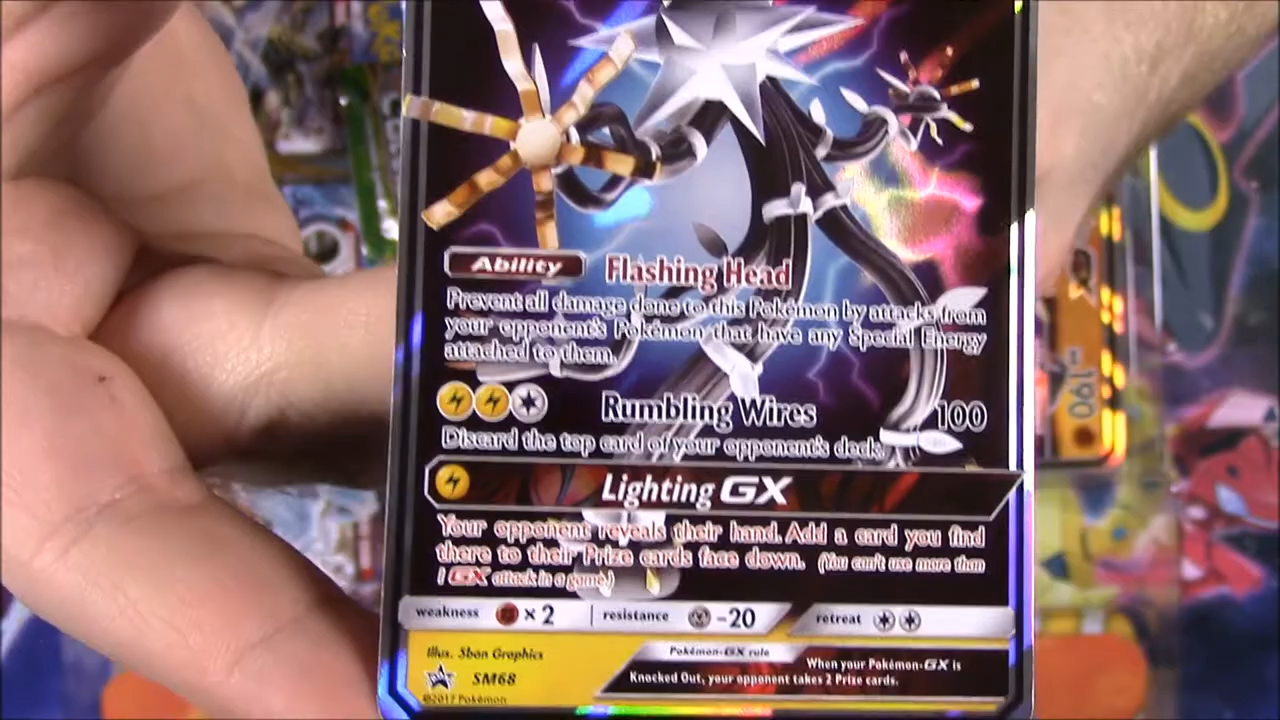 Ability Flashing Head
Prevent all damage done to this Pokémon by attacks from
your opponent's Pokémon that have any Special Energy
attached to them.
Rumbling Wires 100
Discard the top card of your opponent's deck.
Lighting GX
Your opponent reveals their hand. Add a card you find
there to their Prize cards face down. (You can't use more than
1 GX attack in a game.)
weakness × 2 resistance -20 retreat
Illus. Sban Graphics
SM68
©2017 Pokémon
Pokémon-GX rule
When your Pokémon-GX is
Knocked Out, your opponent takes 2 Prize cards.
190